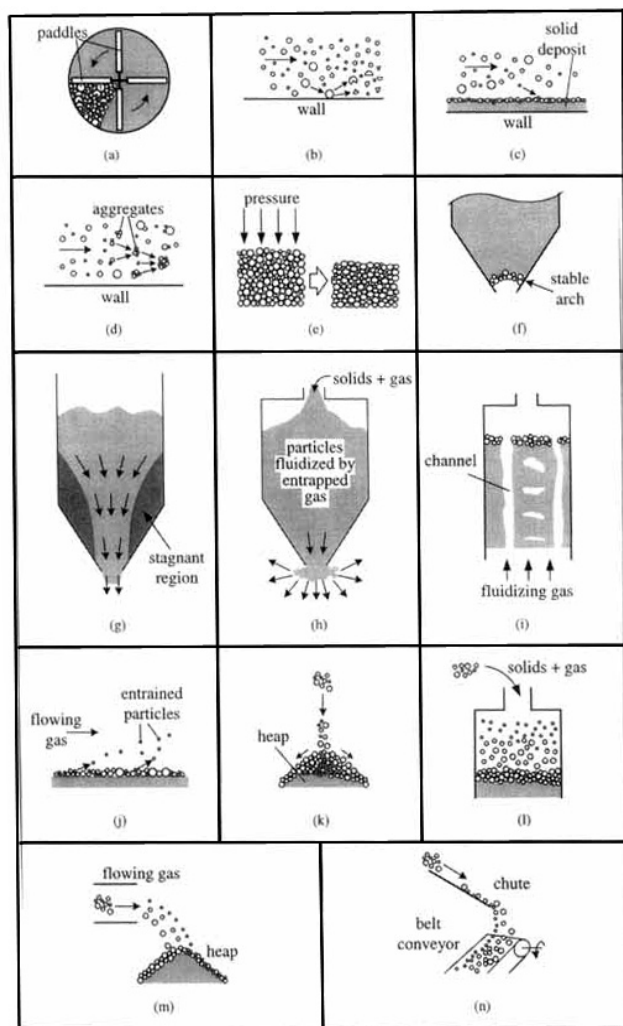 paddles
(a)
wall
(b)
solid
deposit
wall
(c)
aggregates
wall
(d)
pressure
(e)
stable
arch
(f)
stagnant
region
(g)
solids + gas
particles
fluidized by
entrapped
gas
(h)
channel
fluidizing gas
(i)
flowing
gas
entrained
particles
(j)
heap
(k)
solids + gas
(l)
flowing gas
heap
(m)
chute
belt
conveyor
(n)